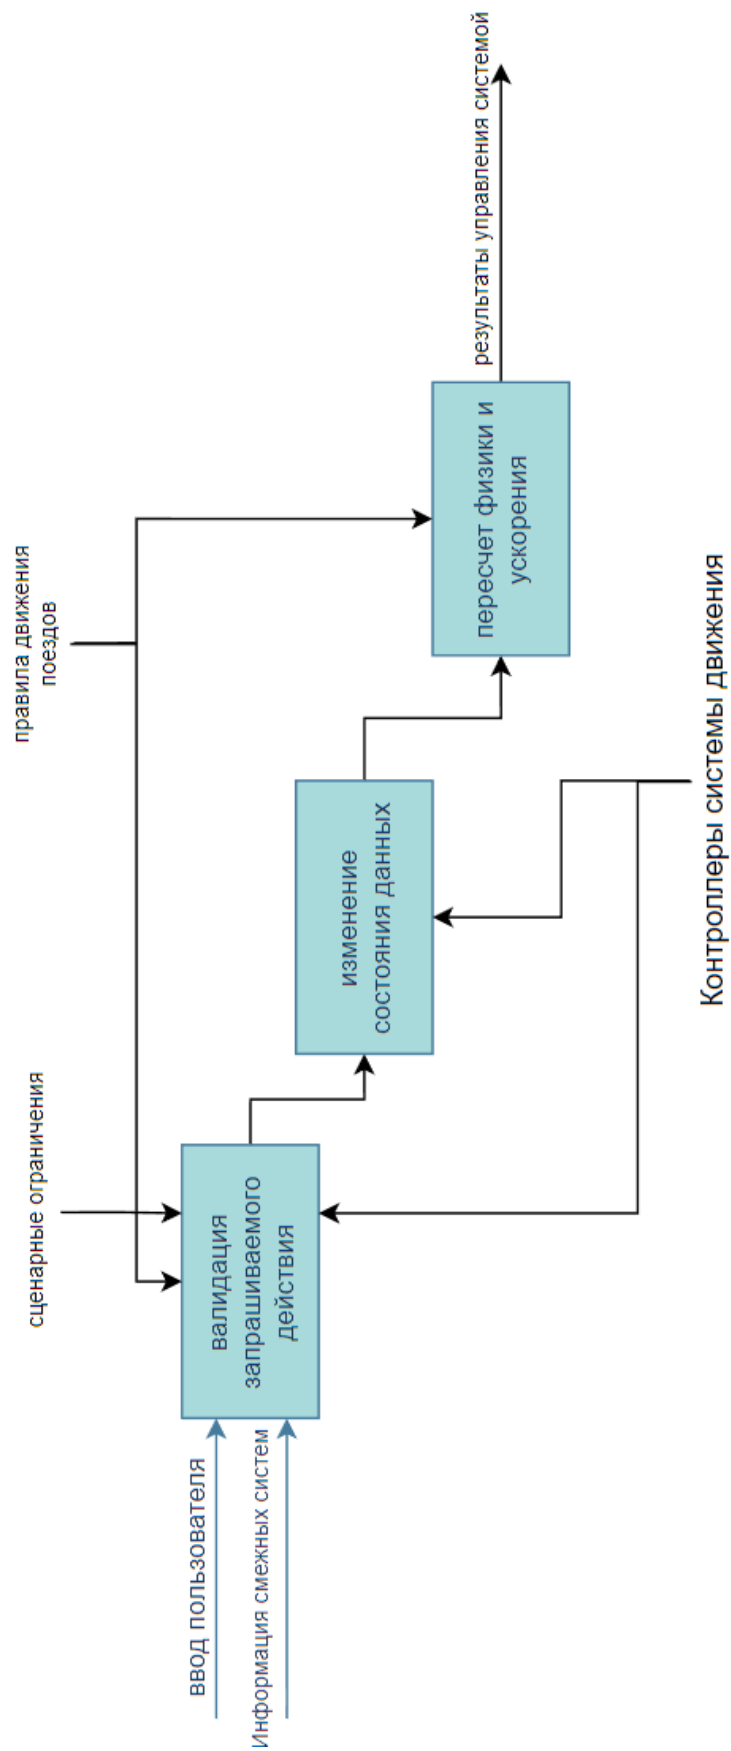 сценарные ограничения
правила движения
поездов
ввод пользователя
Информация смежных систем
валидация
запрашиваемого
действия
изменение
состояния данных
пересчет физики и
ускорения
результаты управления системой
Контроллеры системы движения